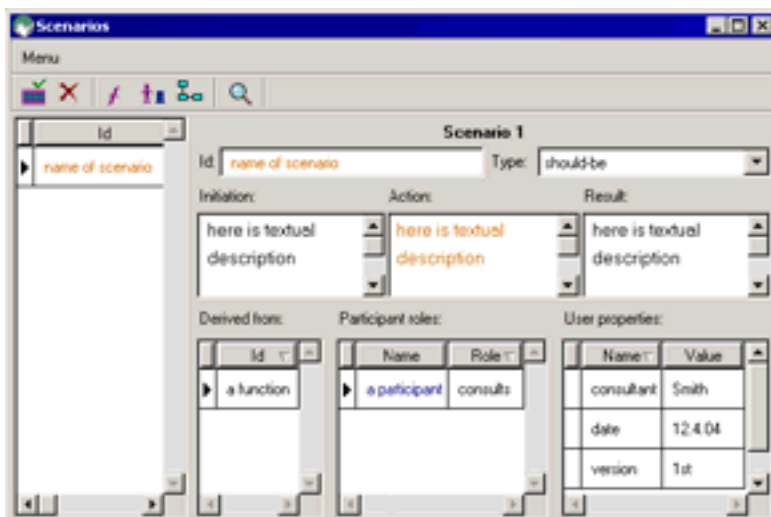 Scenarios
Menu
Id
name of scenario
Scenario 1
Id: name of scenario Type: should-be
Initiation: Action: Result:
here is textual here is textual here is textual
description description description
Derived from: Participant roles: User properties:
Id Name Role Name Value
a function a participant consults consultant Smith
date 12.4.04
version 1st